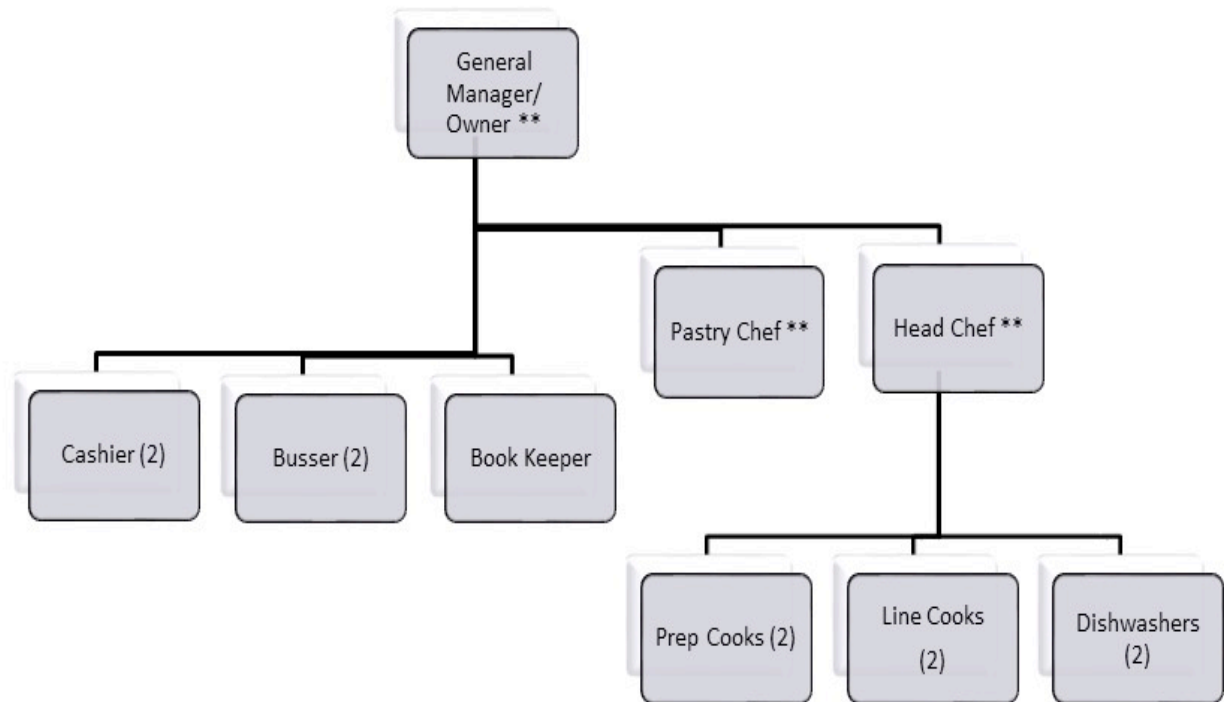 General
Manager/
Owner **
Pastry Chef **
Head Chef **
Cashier (2)
Busser (2)
Book Keeper
Prep Cooks (2)
Line Cooks
(2)
Dishwashers
(2)